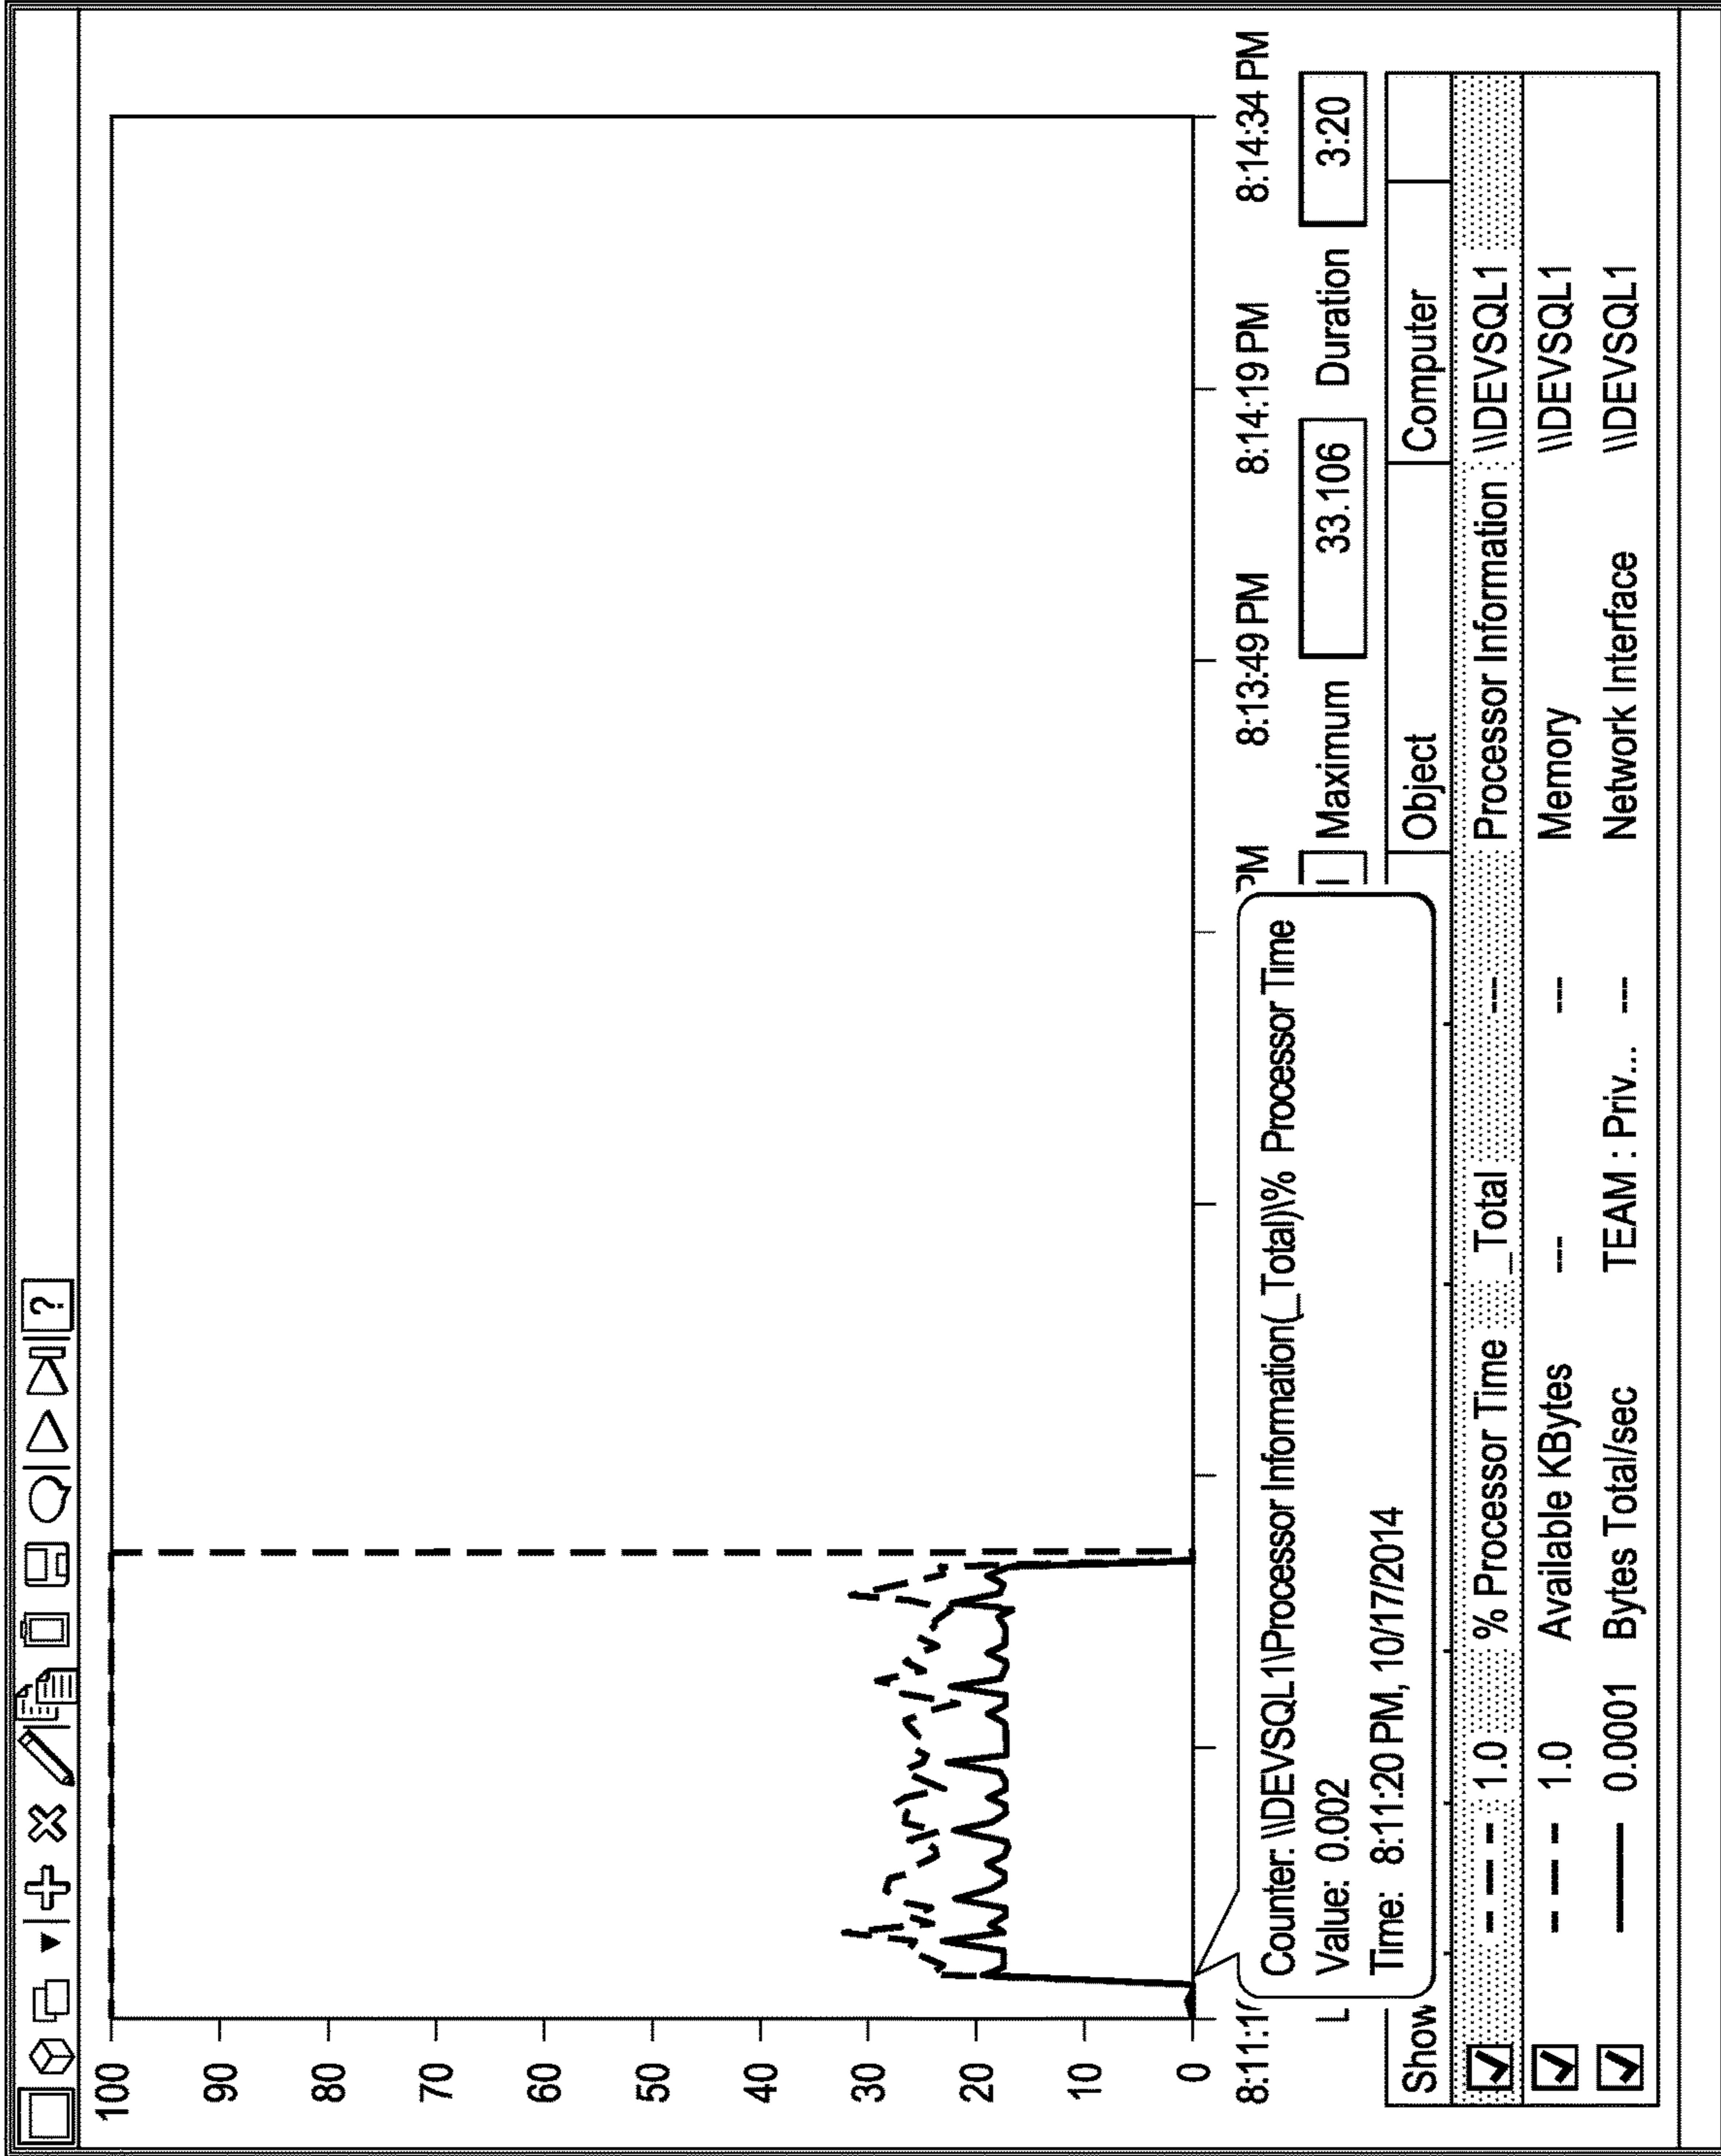 ?
100
90
80
70
60
50
40
30
20
10
0
8:11:1 PM 8:13:49 PM 8:14:19 PM 8:14:34 PM
Maximum 33.106 Duration 3:20
Counter: \\DEVSQL1\Processor Information(_Total)\% Processor Time
Value: 0.002
Time: 8:11:20 PM, 10/17/2014
Show Object Computer
1.0 % Processor Time _Total --- Processor Information \\DEVSQL1
1.0 Available KBytes --- --- Memory \\DEVSQL1
0.0001 Bytes Total/sec TEAM : Priv... --- Network Interface \\DEVSQL1